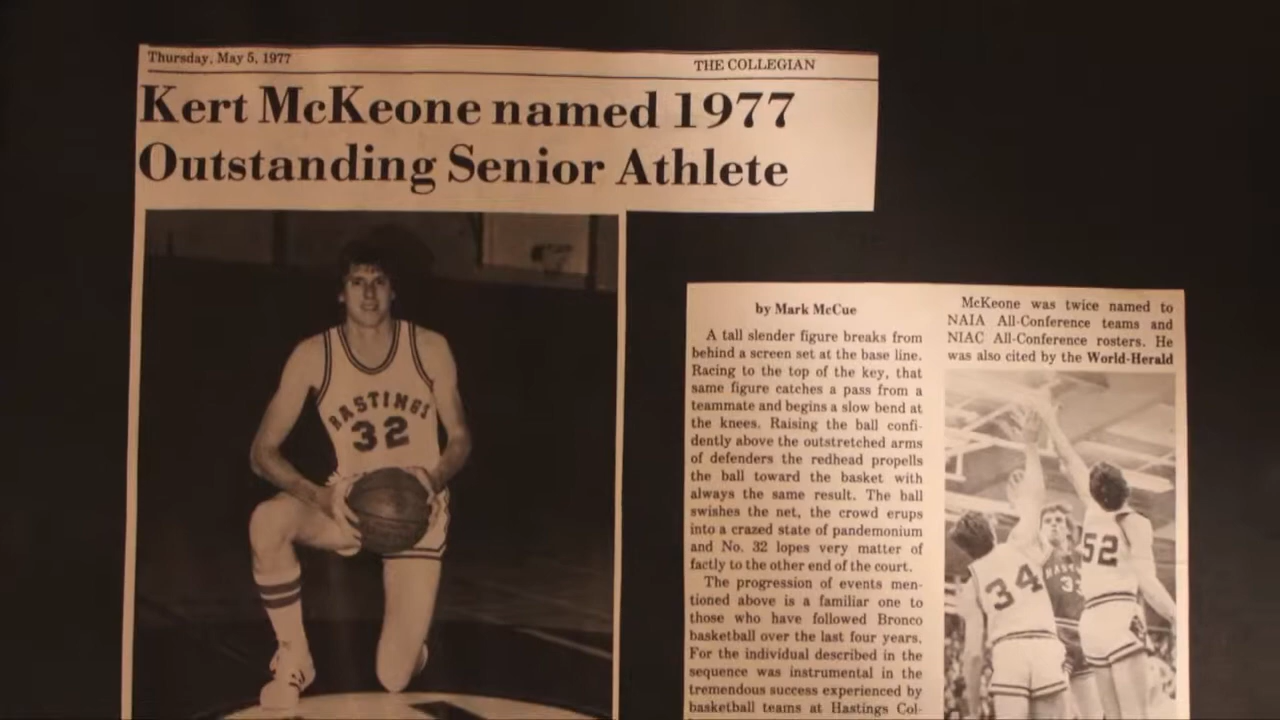 Thursday, May 5, 1977
THE COLLEGIAN
Kert McKeone named 1977
Outstanding Senior Athlete
HASTINGS
32
by Mark McCue
A tall slender figure breaks from
behind a screen set at the base line.
Racing to the top of the key, that
same figure catches a pass from a
teammate and begins a slow bend at
the knees. Raising the ball confi-
dently above the outstretched arms
of defenders the redhead propells
the ball toward the basket with
always the same result. The ball
swishes the net, the crowd erups
into a crazed state of pandemonium
and No. 32 lopes very matter of
factly to the other end of the court.
The progression of events men-
tioned above is a familiar one to
those who have followed Bronco
basketball over the last four years.
For the individual described in the
sequence was instrumental in the
tremendous success experienced by
basketball teams at Hastings Col-
McKeone was twice named to
NAIA All-Conference teams and
NIAC All-Conference rosters. He
was also cited by the World-Herald
34
52